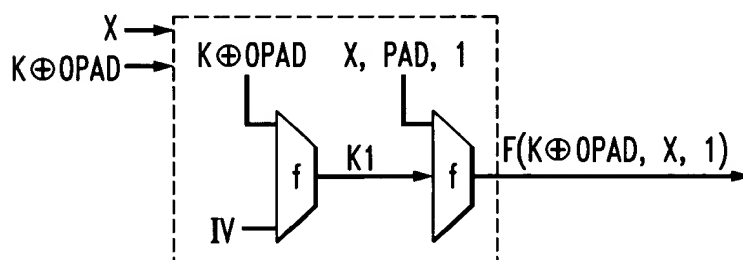 X
K⊕OPAD
K⊕OPAD
X, PAD, 1
f
K1
f
F(K⊕OPAD, X, 1)
IV